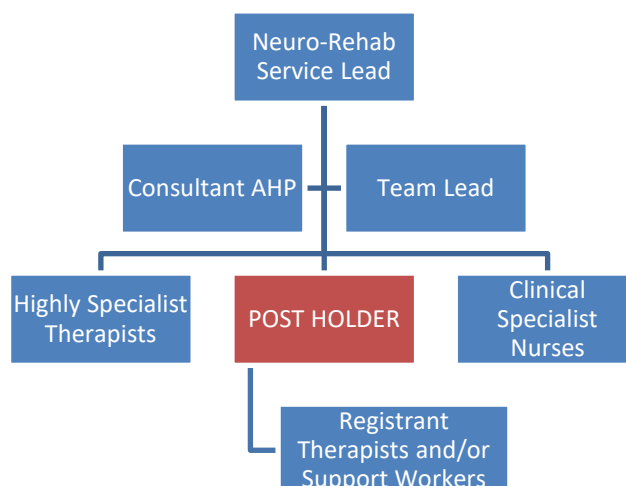 Neuro-Rehab
Service Lead
Consultant AHP
Team Lead
Highly Specialist
Therapists
POST HOLDER
Clinical
Specialist
Nurses
Registrant
Therapists and/or
Support Workers